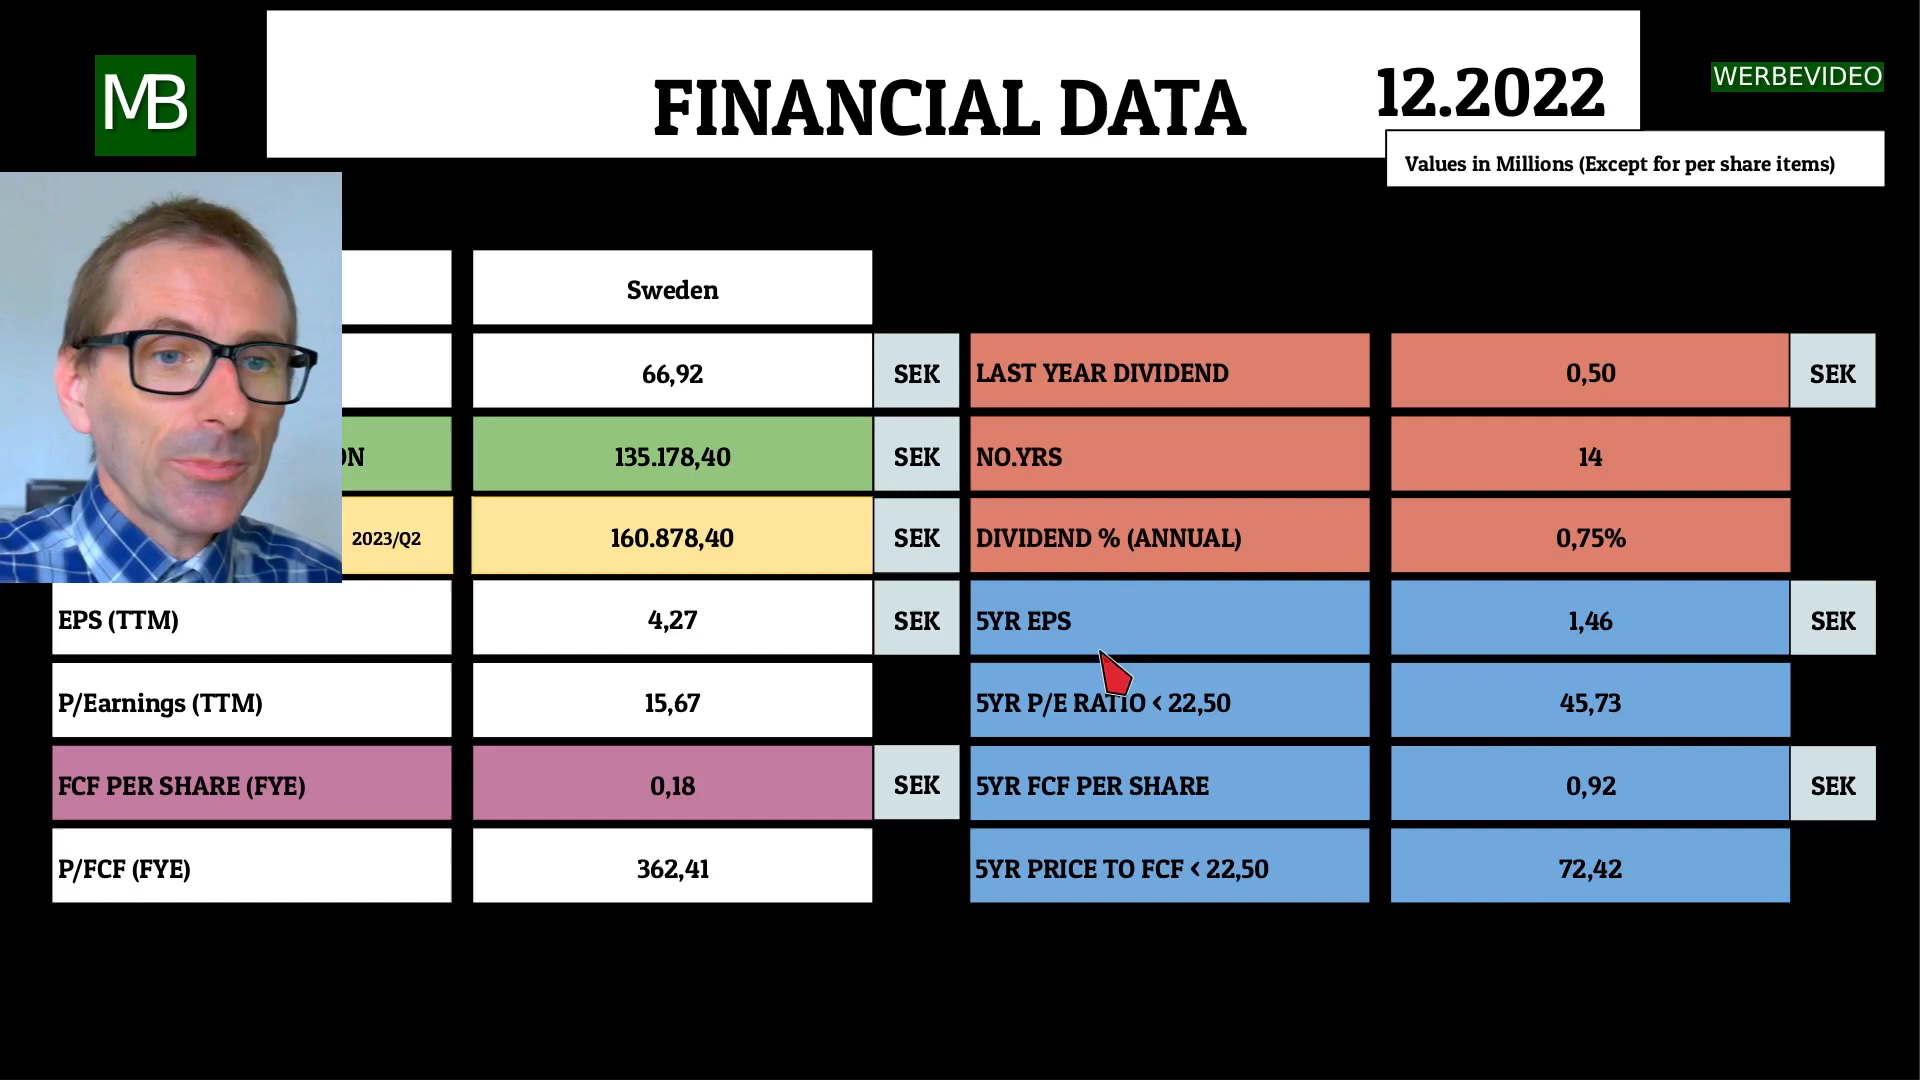 MB
FINANCIAL DATA
12.2022
WERBEVIDEO
Values in Millions (Except for per share items)
Sweden
66,92 SEK LAST YEAR DIVIDEND 0,50 SEK
135.178,40 SEK NO.YRS 14
2023/Q2 160.878,40 SEK DIVIDEND % (ANNUAL) 0,75%
EPS (TTM) 4,27 SEK 5YR EPS 1,46 SEK
P/Earnings (TTM) 15,67 5YR P/E RATIO < 22,50 45,73
FCF PER SHARE (FYE) 0,18 SEK 5YR FCF PER SHARE 0,92 SEK
P/FCF (FYE) 362,41 5YR PRICE TO FCF < 22,50 72,42